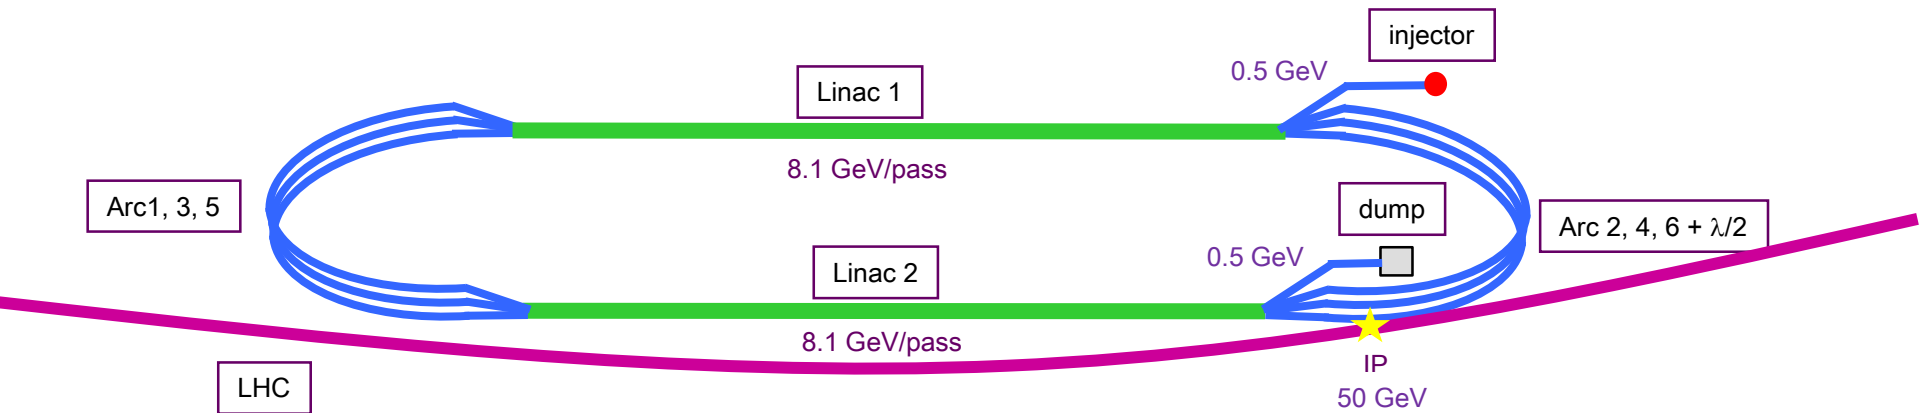 injector
0.5 GeV
Linac 1
8.1 GeV/pass
Arc1, 3, 5
dump
Arc 2, 4, 6 + λ/2
0.5 GeV
Linac 2
8.1 GeV/pass
IP
50 GeV
LHC